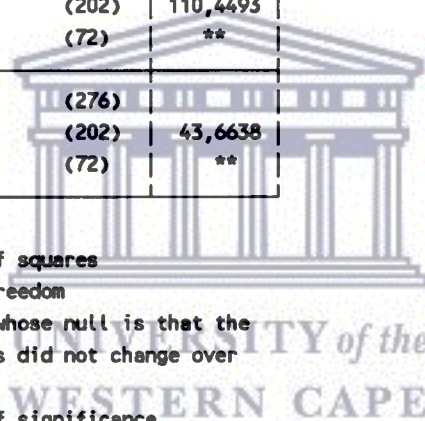 (202) 110,4493
(72) **
(276)
(202) 43,6638
(72) **
f squares
reedom
whose null is that the
s did not change over
UNIVERSITY of the
WESTERN CAPE
f significance